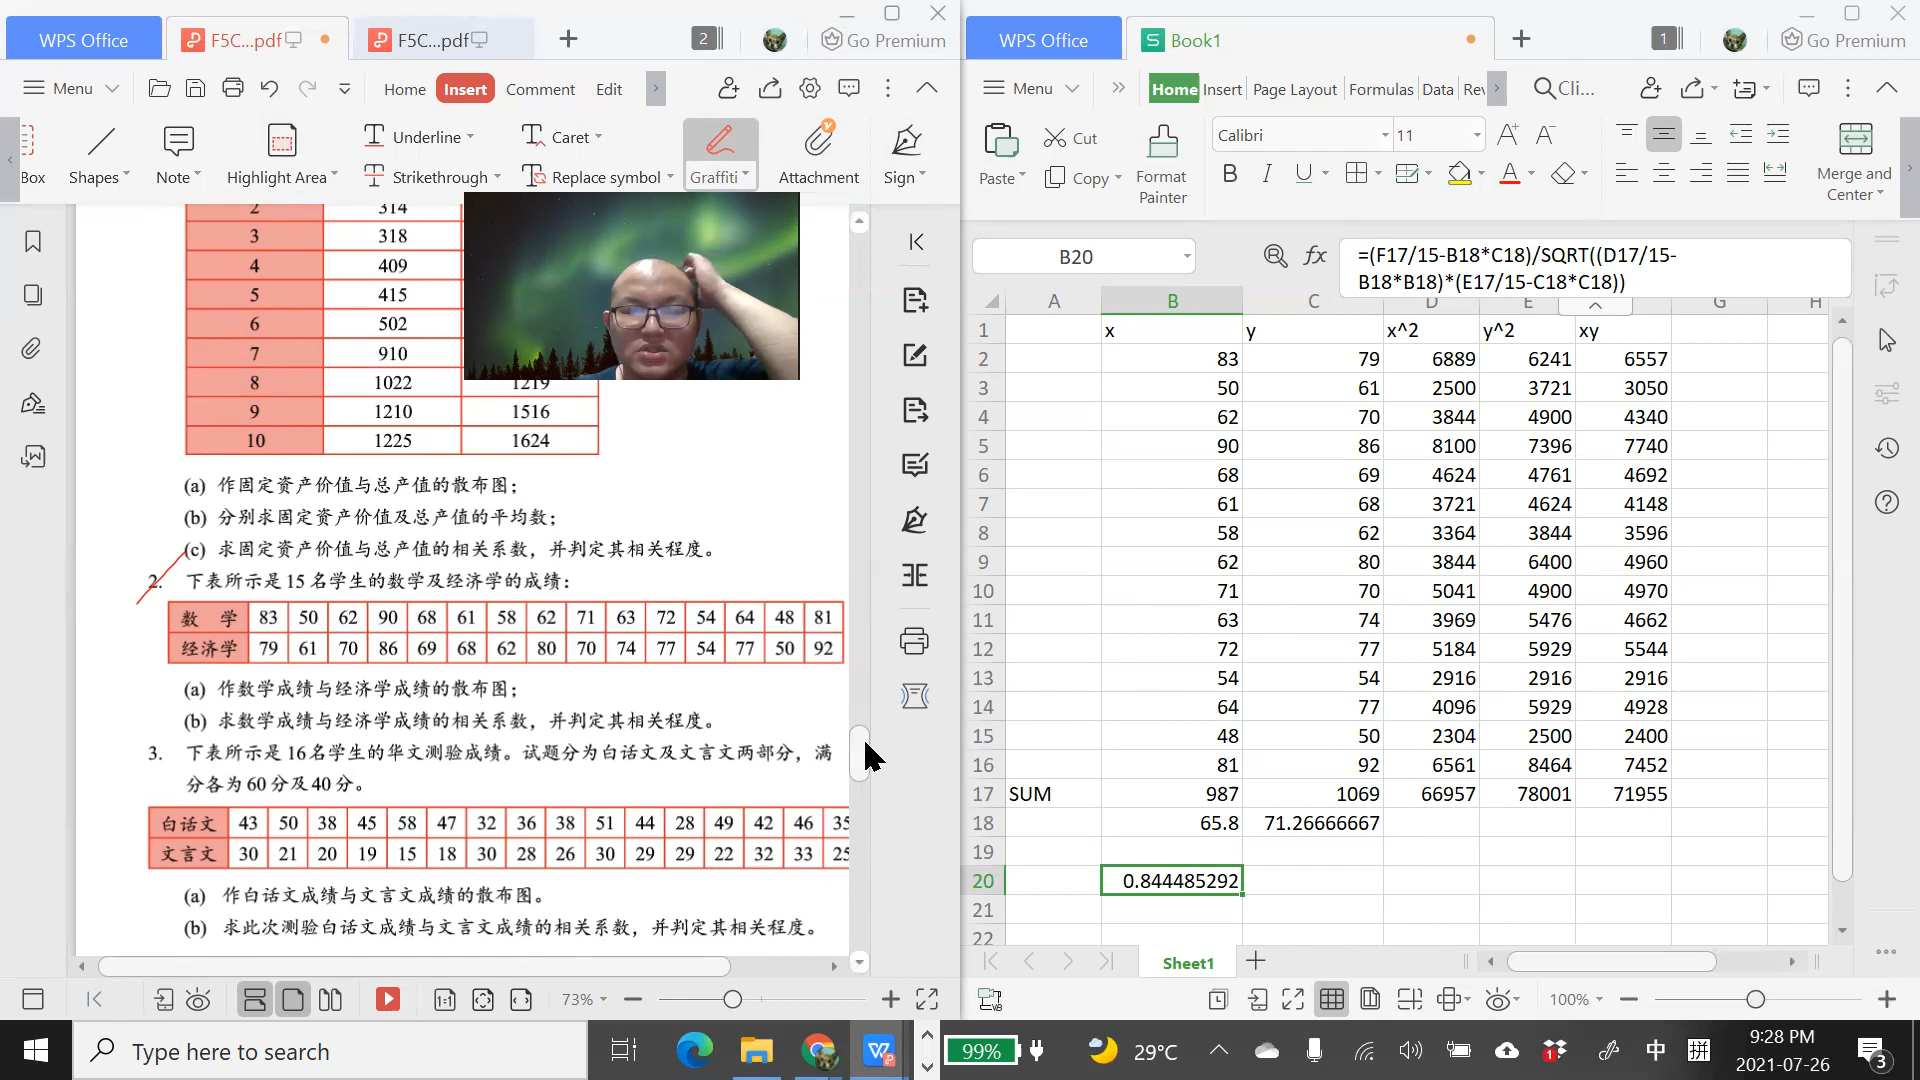 WPS Office
F5C...pdf
F5C...pdf
2
Go Premium
Menu
Home
Insert
Comment
Edit
Box
Shapes
Note
Highlight Area
Underline
Strikethrough
Caret
Replace symbol
Graffiti
Attachment
Sign
2 314
3 318
4 409
5 415
6 502
7 910
8 1022 1219
9 1210 1516
10 1225 1624
(a) 作固定资产价值与总产值的散布图；
(b) 分别求固定资产价值及总产值的平均数；
(c) 求固定资产价值与总产值的相关系数，并判定其相关程度。
2. 下表所示是15名学生的数学及经济学的成绩：
数 学 83 50 62 90 68 61 58 62 71 63 72 54 64 48 81
经济学 79 61 70 86 69 68 62 80 70 74 77 54 77 50 92
(a) 作数学成绩与经济学成绩的散布图；
(b) 求数学成绩与经济学成绩的相关系数，并判定其相关程度。
3. 下表所示是16名学生的华文测验成绩。试题分为白话文及文言文两部分，满
分各为60分及40分。
白话文 43 50 38 45 58 47 32 36 38 51 44 28 49 42 46 35
文言文 30 21 20 19 15 18 30 28 26 30 29 29 22 32 33 25
(a) 作白话文成绩与文言文成绩的散布图。
(b) 求此次测验白话文成绩与文言文成绩的相关系数，并判定其相关程度。
73%
WPS Office
Book1
1
Go Premium
Menu
Home
Insert
Page Layout
Formulas
Data
Rev
Cli...
Paste
Cut
Copy
Format
Painter
Calibri
11
Merge and
Center
B20
=(F17/15-B18*C18)/SQRT((D17/15-
B18*B18)*(E17/15-C18*C18))
A B C D E G H
1 x y x^2 y^2 xy
2 83 79 6889 6241 6557
3 50 61 2500 3721 3050
4 62 70 3844 4900 4340
5 90 86 8100 7396 7740
6 68 69 4624 4761 4692
7 61 68 3721 4624 4148
8 58 62 3364 3844 3596
9 62 80 3844 6400 4960
10 71 70 5041 4900 4970
11 63 74 3969 5476 4662
12 72 77 5184 5929 5544
13 54 54 2916 2916 2916
14 64 77 4096 5929 4928
15 48 50 2304 2500 2400
16 81 92 6561 8464 7452
17 SUM 987 1069 66957 78001 71955
18 65.8 71.26666667
19
20 0.844485292
21
22
Sheet1
100%
Type here to search
99%
29°C
中
拼
9:28 PM
2021-07-26
3